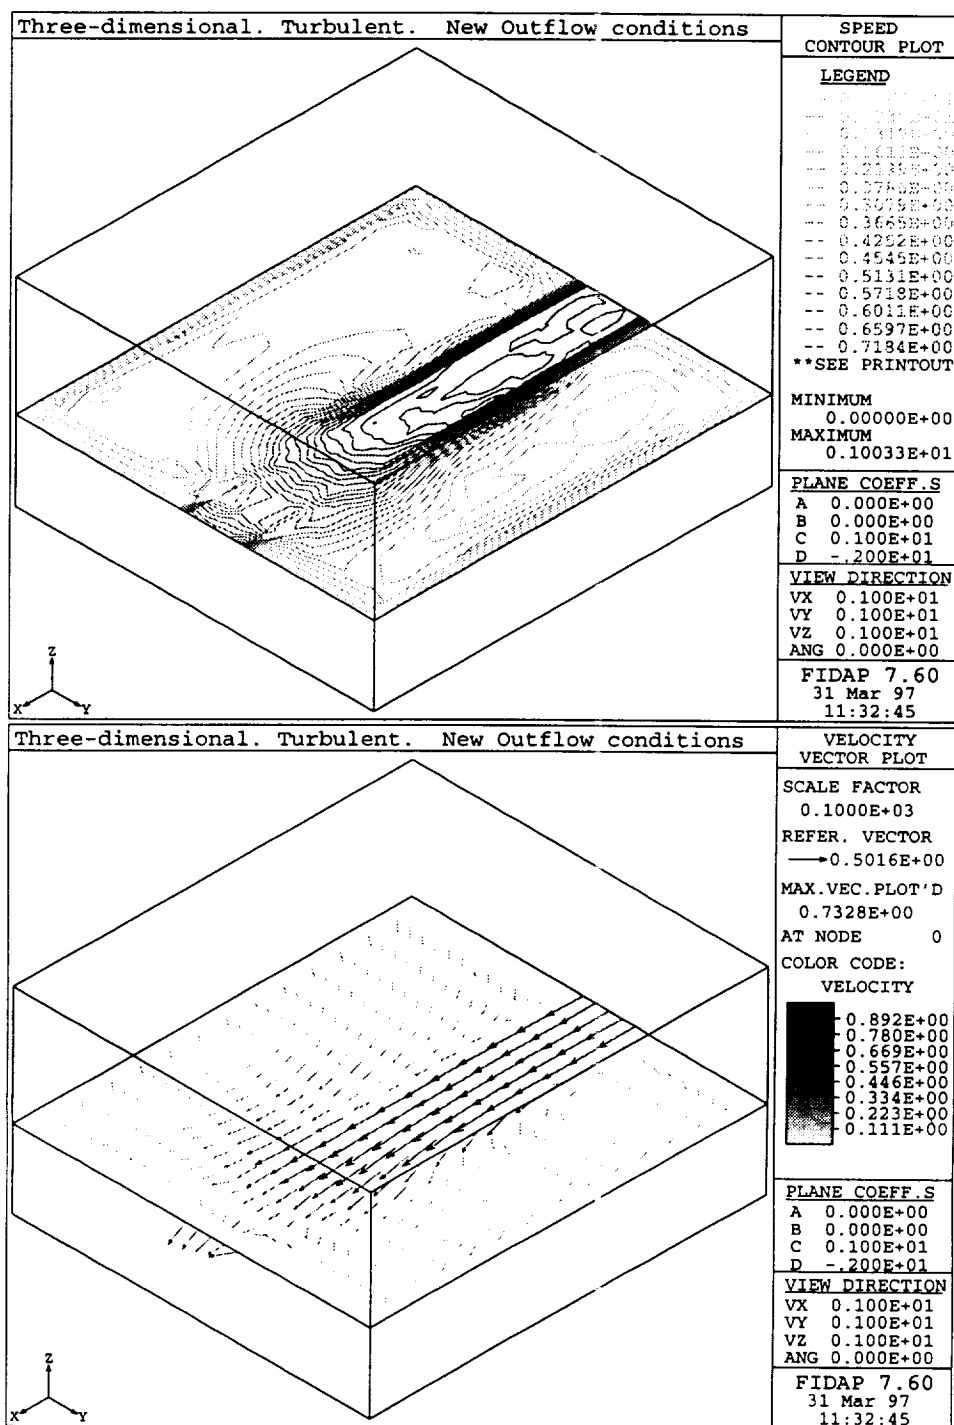 Three-dimensional. Turbulent. New Outflow conditions
SPEED
CONTOUR PLOT
LEGEND
-- 0.3665E+00
-- 0.4252E+00
-- 0.4545E+00
-- 0.5131E+00
-- 0.5718E+00
-- 0.6011E+00
-- 0.6597E+00
-- 0.7184E+00
**SEE PRINTOUT
MINIMUM
0.00000E+00
MAXIMUM
0.10033E+01
PLANE COEFF.S
A 0.000E+00
B 0.000E+00
C 0.100E+01
D -.200E+01
VIEW DIRECTION
VX 0.100E+01
VY 0.100E+01
VZ 0.100E+01
ANG 0.000E+00
FIDAP 7.60
31 Mar 97
11:32:45
Z
X
Y
Three-dimensional. Turbulent. New Outflow conditions
VELOCITY
VECTOR PLOT
SCALE FACTOR
0.1000E+03
REFER. VECTOR
0.5016E+00
MAX.VEC.PLOT'D
0.7328E+00
AT NODE 0
COLOR CODE:
VELOCITY
0.892E+00
0.780E+00
0.669E+00
0.557E+00
0.446E+00
0.334E+00
0.223E+00
0.111E+00
PLANE COEFF.S
A 0.000E+00
B 0.000E+00
C 0.100E+01
D -.200E+01
VIEW DIRECTION
VX 0.100E+01
VY 0.100E+01
VZ 0.100E+01
ANG 0.000E+00
FIDAP 7.60
31 Mar 97
11:32:45
Z
X
Y